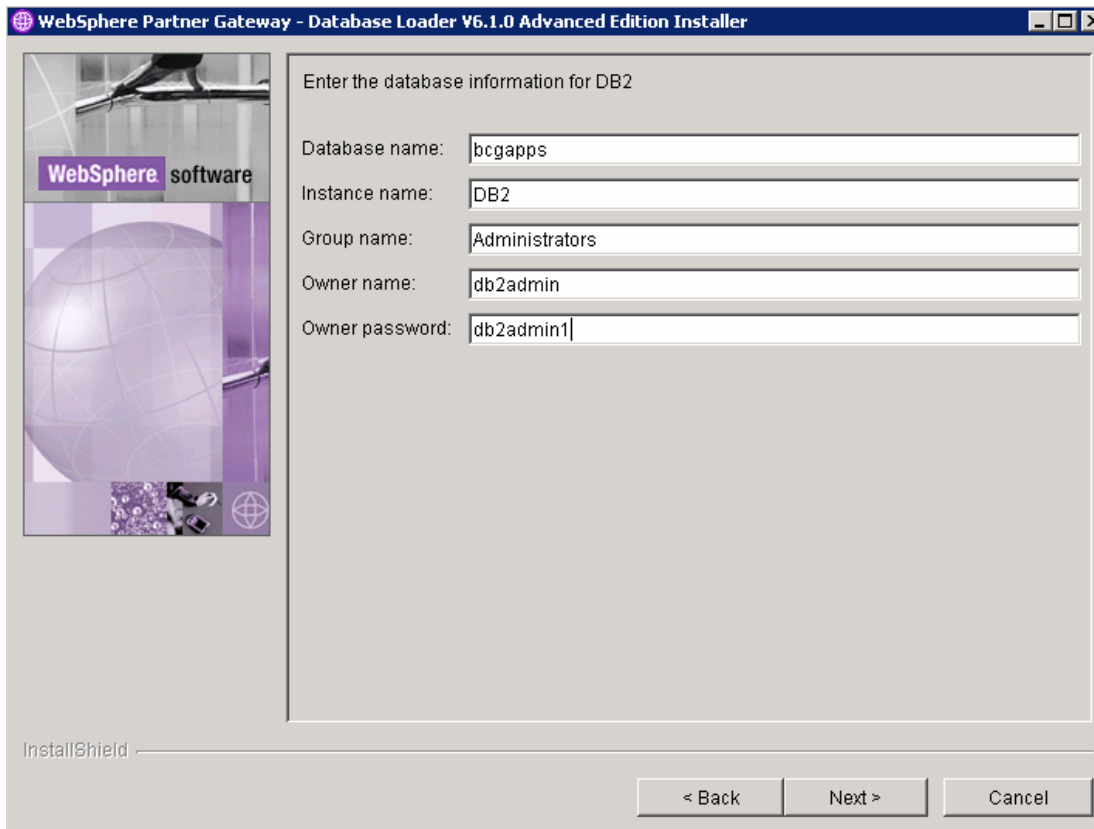 WebSphere Partner Gateway - Database Loader V6.1.0 Advanced Edition Installer
WebSphere software
Enter the database information for DB2
Database name: bcgapps
Instance name: DB2
Group name: Administrators
Owner name: db2admin
Owner password: db2admin1
InstallShield
< Back Next > Cancel